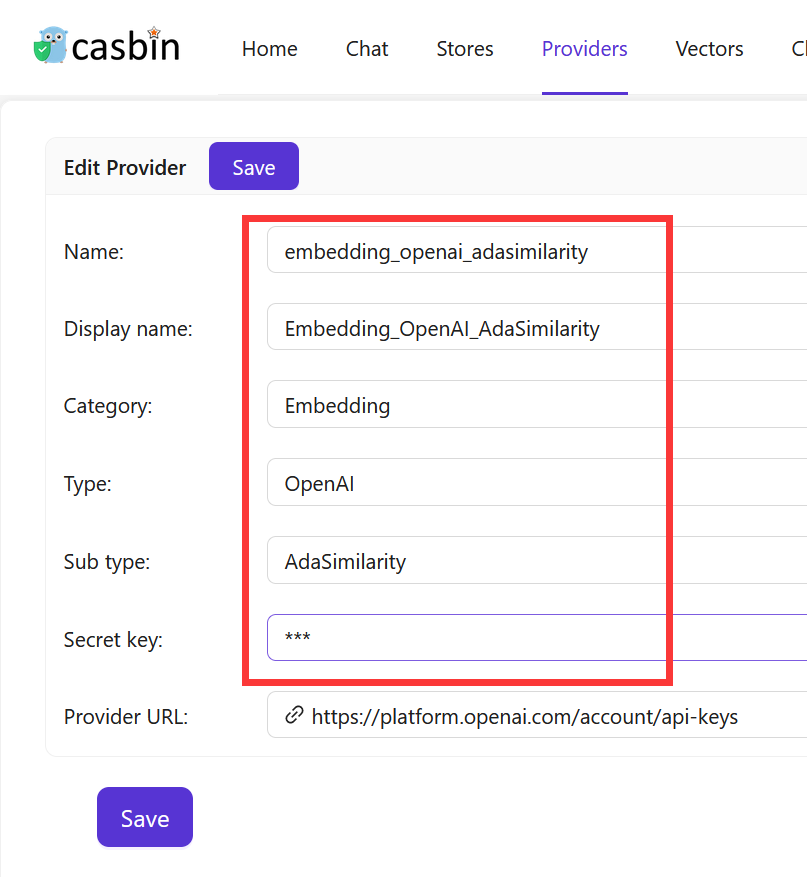 casbin Home Chat Stores Providers Vectors
Edit Provider Save
Name: embedding_openai_adasimilarity
Display name: Embedding_OpenAI_AdaSimilarity
Category: Embedding
Type: OpenAI
Sub type: AdaSimilarity
Secret key: ***
Provider URL: https://platform.openai.com/account/api-keys
Save